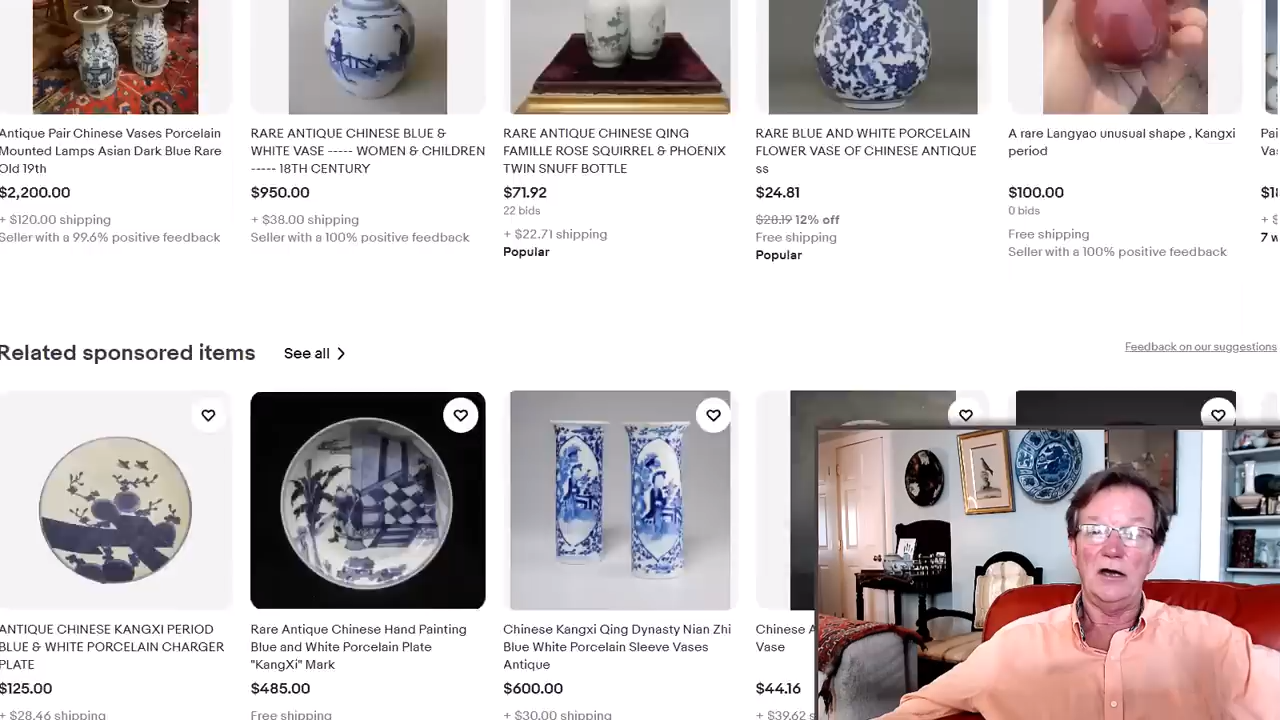 Antique Pair Chinese Vases Porcelain
Mounted Lamps Asian Dark Blue Rare
Old 19th
$2,200.00
+ $120.00 shipping
Seller with a 99.6% positive feedback
RARE ANTIQUE CHINESE BLUE &
WHITE VASE ----- WOMEN & CHILDREN
----- 18TH CENTURY
$950.00
+ $38.00 shipping
Seller with a 100% positive feedback
RARE ANTIQUE CHINESE QING
FAMILLE ROSE SQUIRREL & PHOENIX
TWIN SNUFF BOTTLE
$71.92
22 bids
+ $22.71 shipping
Popular
RARE BLUE AND WHITE PORCELAIN
FLOWER VASE OF CHINESE ANTIQUE
ss
$24.81
$28.19 12% off
Free shipping
Popular
A rare Langyao unusual shape , Kangxi
period
$100.00
0 bids
Free shipping
Seller with a 100% positive feedback
7
Related sponsored items
See all
Feedback on our suggestions
ANTIQUE CHINESE KANGXI PERIOD
BLUE & WHITE PORCELAIN CHARGER
PLATE
$125.00
+ $28.46 shipping
Rare Antique Chinese Hand Painting
Blue and White Porcelain Plate
"KangXi" Mark
$485.00
Free shipping
Chinese Kangxi Qing Dynasty Nian Zhi
Blue White Porcelain Sleeve Vases
Antique
$600.00
+ $30.00 shipping
Chinese
Vase
$44.16
+ $39.62